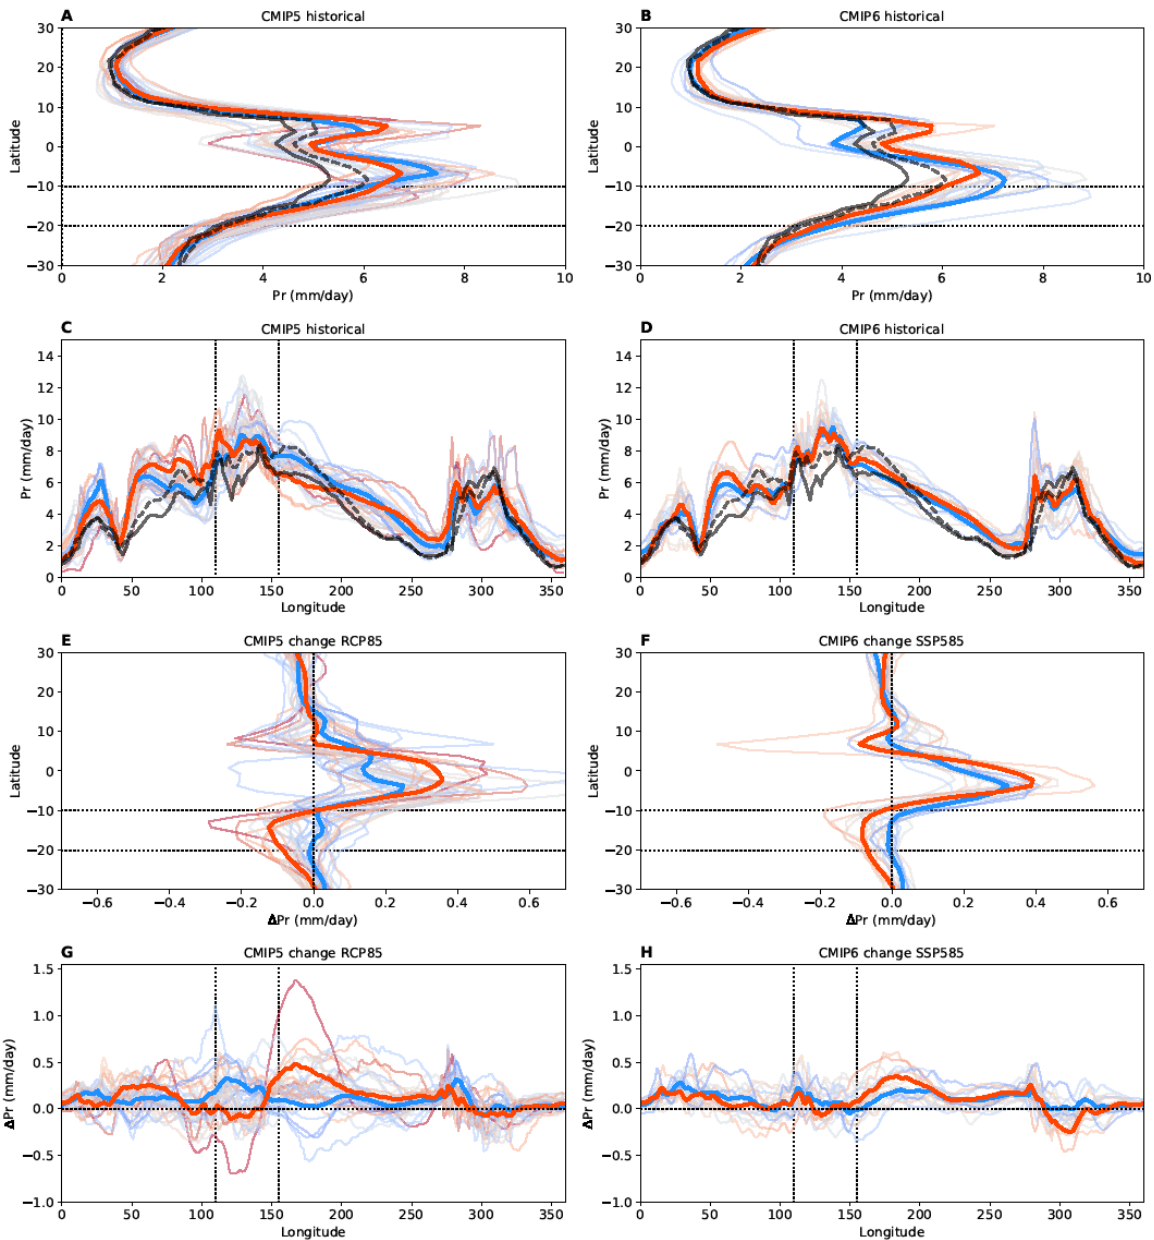 A CMIP5 historical
30
20
10
0
−10
−20
−30
Latitude
0 2 4 6 8 10
Pr (mm/day)
B CMIP6 historical
30
20
10
0
−10
−20
−30
Latitude
0 2 4 6 8 10
Pr (mm/day)
C CMIP5 historical
14
12
10
8
6
4
2
0
Pr (mm/day)
0 50 100 150 200 250 300 350
Longitude
D CMIP6 historical
14
12
10
8
6
4
2
0
Pr (mm/day)
0 50 100 150 200 250 300 350
Longitude
E CMIP5 change RCP85
30
20
10
0
−10
−20
−30
Latitude
−0.6 −0.4 −0.2 0.0 0.2 0.4 0.6
ΔPr (mm/day)
F CMIP6 change SSP585
30
20
10
0
−10
−20
−30
Latitude
−0.6 −0.4 −0.2 0.0 0.2 0.4 0.6
ΔPr (mm/day)
G CMIP5 change RCP85
1.5
1.0
0.5
0.0
−0.5
−1.0
ΔPr (mm/day)
0 50 100 150 200 250 300 350
Longitude
H CMIP6 change SSP585
1.5
1.0
0.5
0.0
−0.5
−1.0
ΔPr (mm/day)
0 50 100 150 200 250 300 350
Longitude